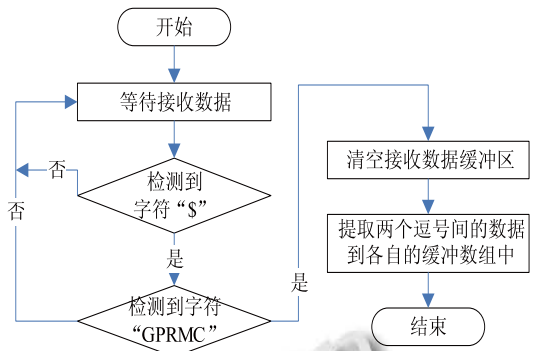 开始
等待接收数据
否
检测到
字符“$”
否
是
检测到字符
“GPRMC”
是
清空接收数据缓冲区
提取两个逗号间的数据
到各自的缓冲数组中
结束